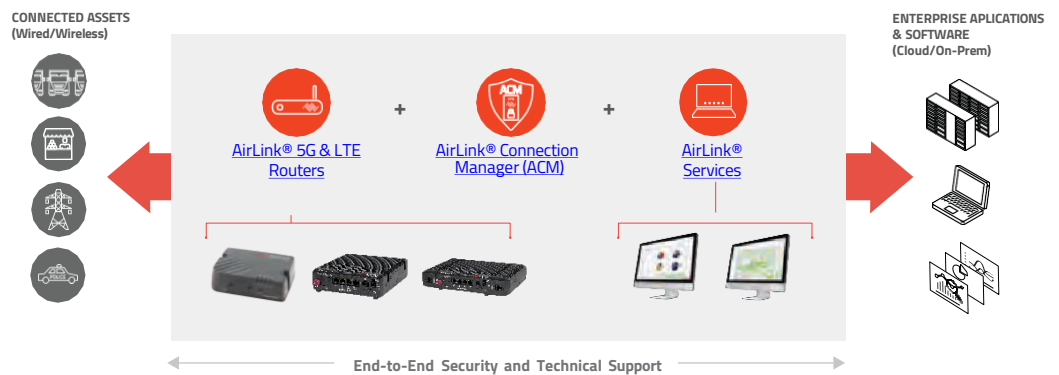 CONNECTED ASSETS
(Wired/Wireless)
ENTERPRISE APLICATIONS
& SOFTWARE
(Cloud/On-Prem)
ACM
+
+
AirLink® 5G & LTE
Routers
AirLink® Connection
Manager (ACM)
AirLink®
Services
POLICE
End-to-End Security and Technical Support